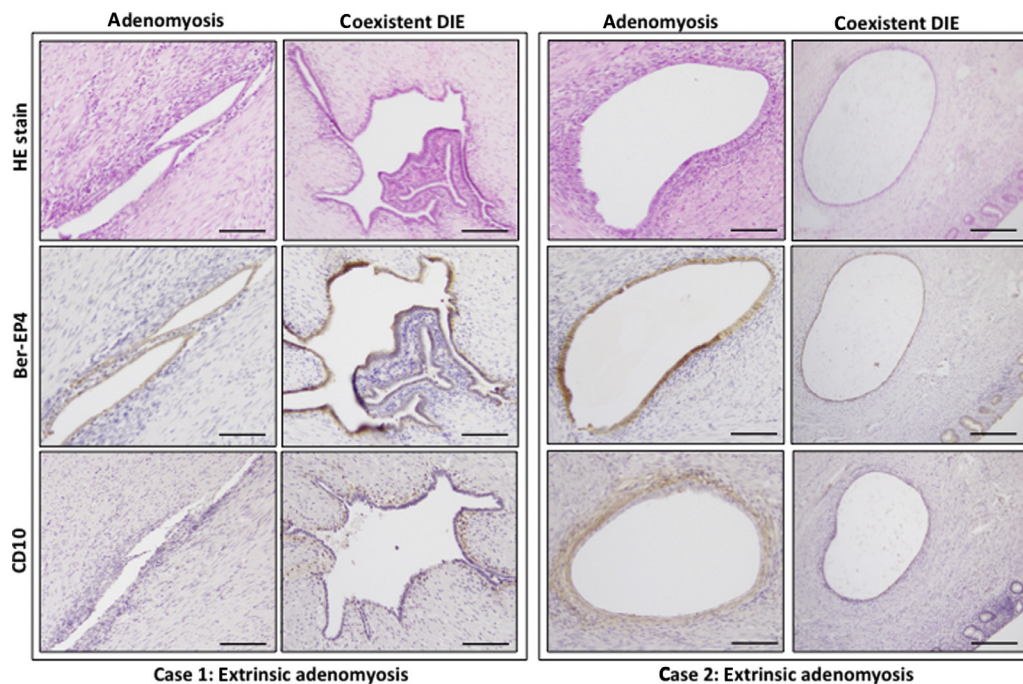 Adenomyosis Coexistent DIE Adenomyosis Coexistent DIE
HE stain
Ber-EP4
CD10
Case 1: Extrinsic adenomyosis Case 2: Extrinsic adenomyosis